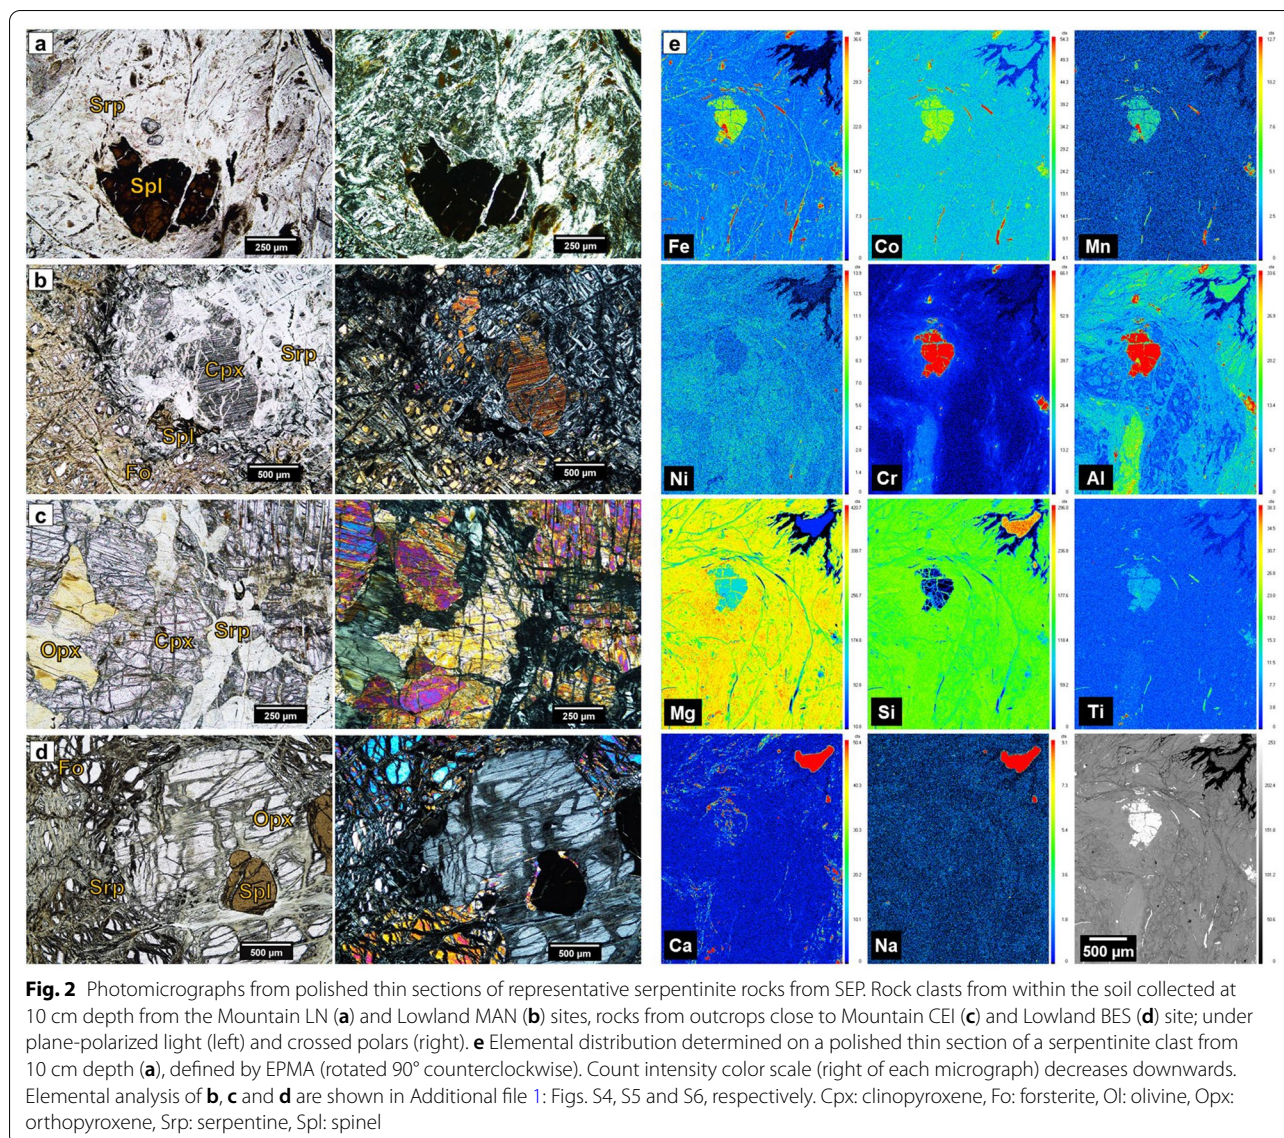 a
Srp
Spl
250 µm
250 µm
b
Cpx
Srp
Spl
Fo
500 µm
500 µm
c
Opx
Cpx
Srp
250 µm
250 µm
d
Fo
Opx
Srp
Spl
500 µm
500 µm
e
Fe
Co
Mn
Ni
Cr
Al
Mg
Si
Ti
Ca
Na
500 µm
Fig. 2 Photomicrographs from polished thin sections of representative serpentinite rocks from SEP. Rock clasts from within the soil collected at
10 cm depth from the Mountain LN (a) and Lowland MAN (b) sites, rocks from outcrops close to Mountain CEI (c) and Lowland BES (d) site; under
plane-polarized light (left) and crossed polars (right). e Elemental distribution determined on a polished thin section of a serpentinite clast from
10 cm depth (a), defined by EPMA (rotated 90° counterclockwise). Count intensity color scale (right of each micrograph) decreases downwards.
Elemental analysis of b, c and d are shown in Additional file 1: Figs. S4, S5 and S6, respectively. Cpx: clinopyroxene, Fo: forsterite, Ol: olivine, Opx:
orthopyroxene, Srp: serpentine, Spl: spinel